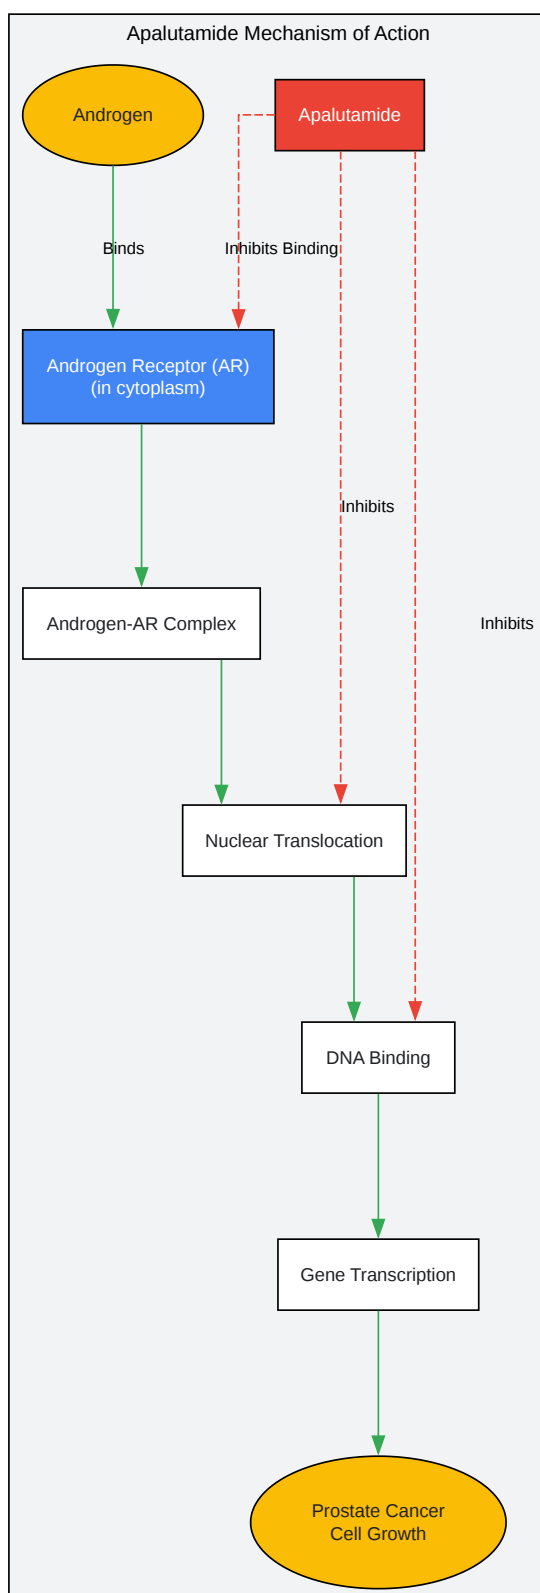 Apalutamide Mechanism of Action
Androgen
Apalutamide
Binds
Inhibits Binding
Androgen Receptor (AR)
(in cytoplasm)
Inhibits
Androgen-AR Complex
Inhibits
Nuclear Translocation
DNA Binding
Gene Transcription
Prostate Cancer
Cell Growth